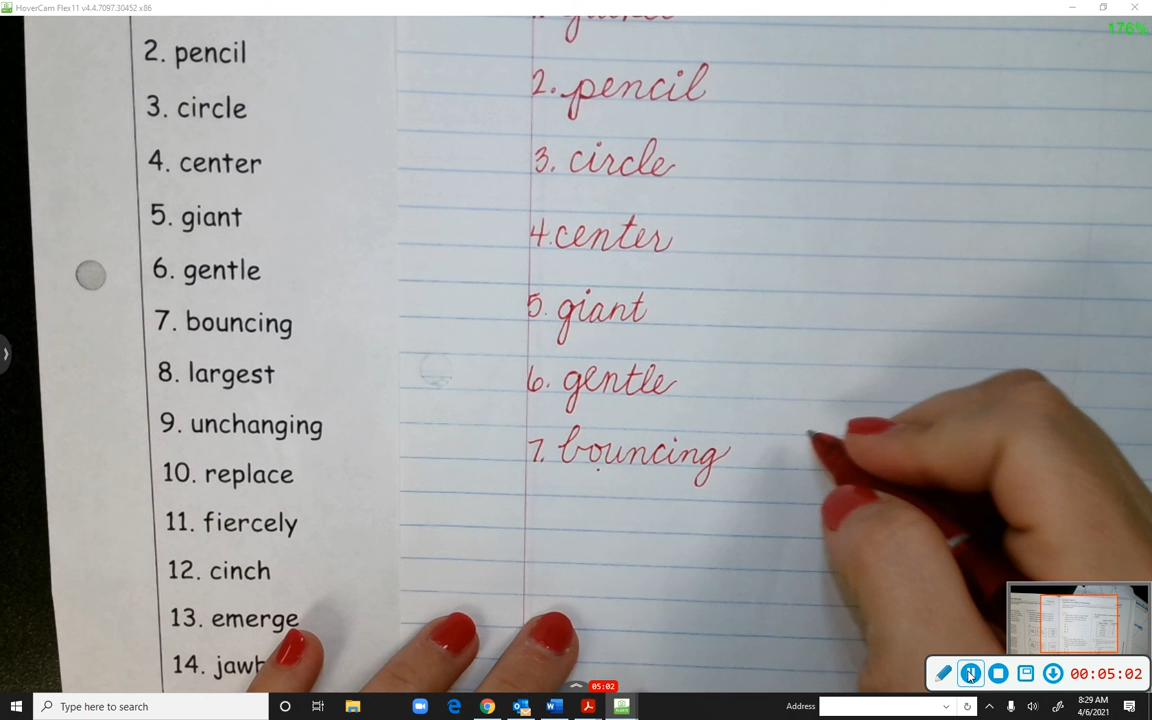 HoverCam Flex11 v4.4.7097.30452 x86
176%
2. pencil
3. circle
4. center
5. giant
6. gentle
7. bouncing
8. largest
9. unchanging
10. replace
11. fiercely
12. cinch
13. emerge
14. jawb
2. pencil
3. circle
4. center
5. giant
6. gentle
7. bouncing
00:05:02
05:02
Type here to search
Address
8:29 AM
4/6/2021